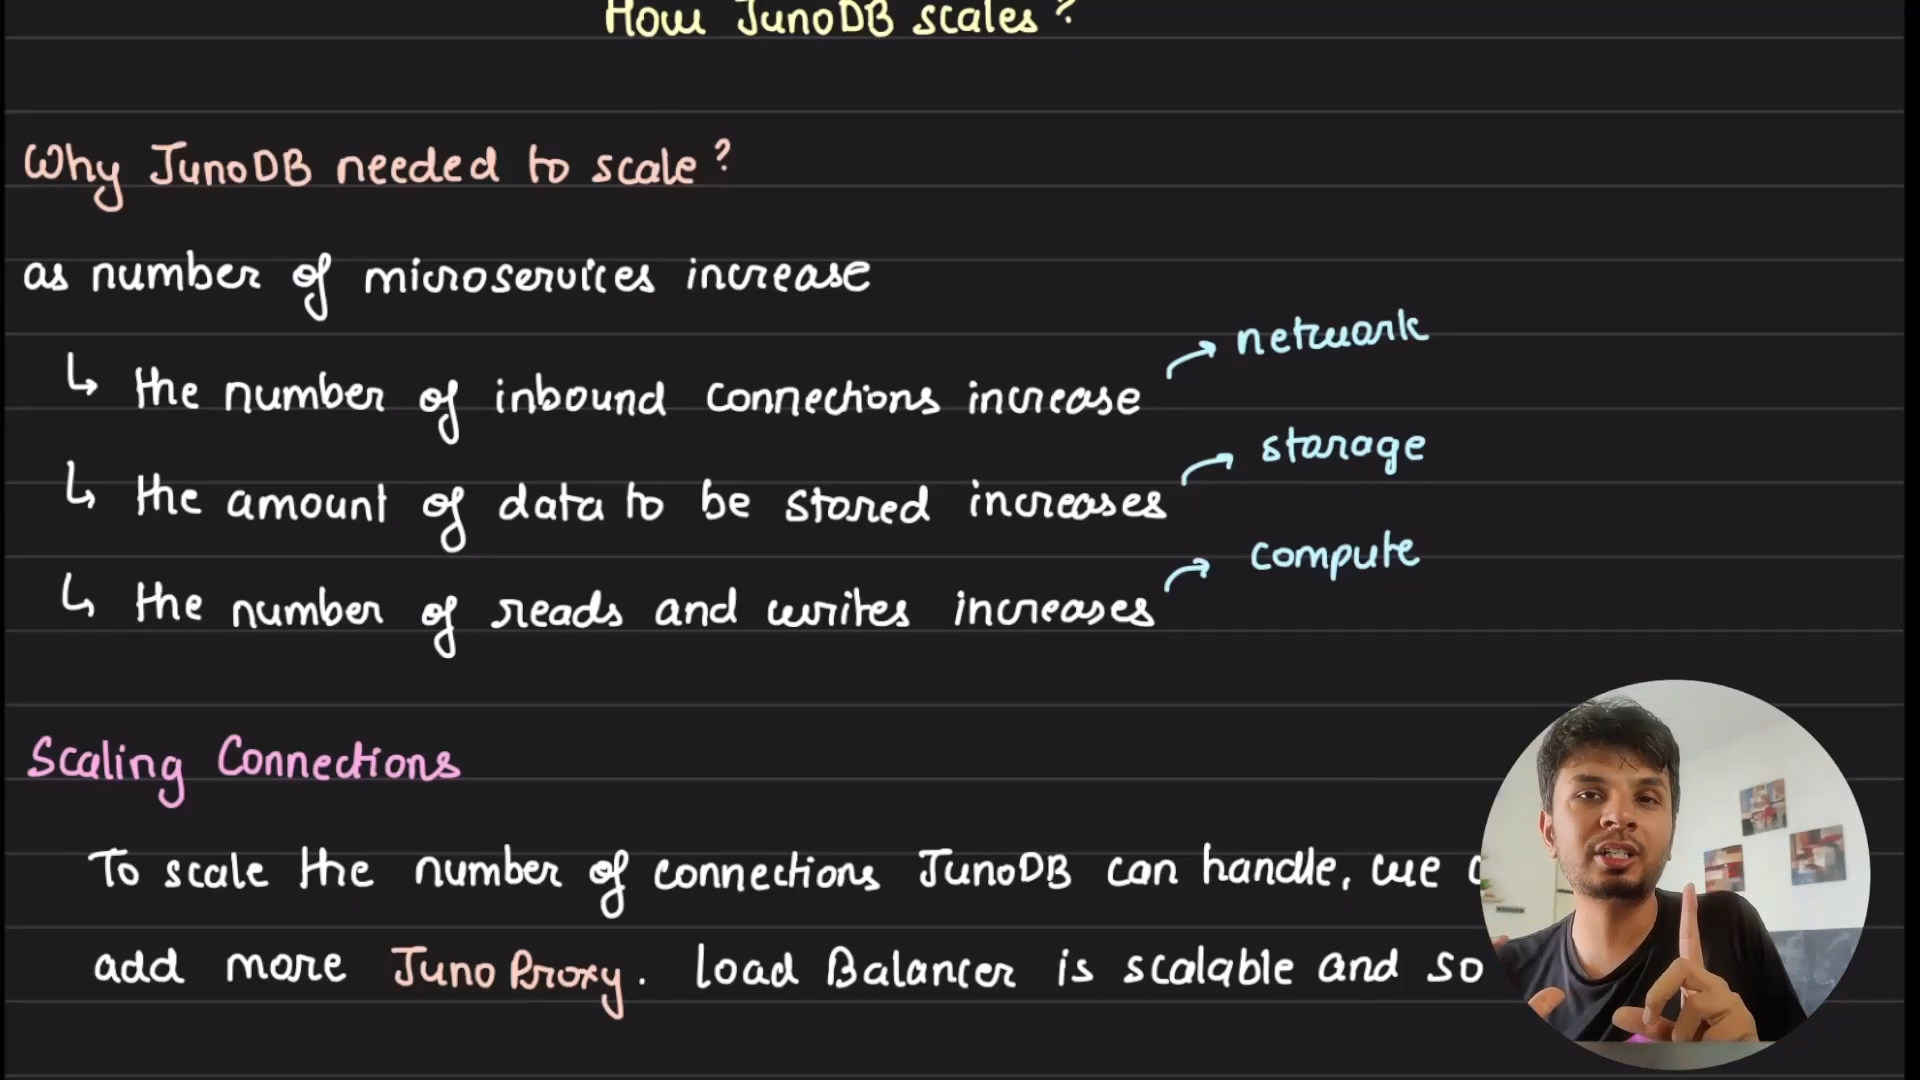 How JunoDB scales?
Why JunoDB needed to scale?
as number of microservices increase
↳ the number of inbound connections increase → network
↳ the amount of data to be stored increases → storage
↳ the number of reads and writes increases → compute
Scaling Connections
To scale the number of connections JunoDB can handle, we
add more JunoProxy. Load Balancer is scalable and so